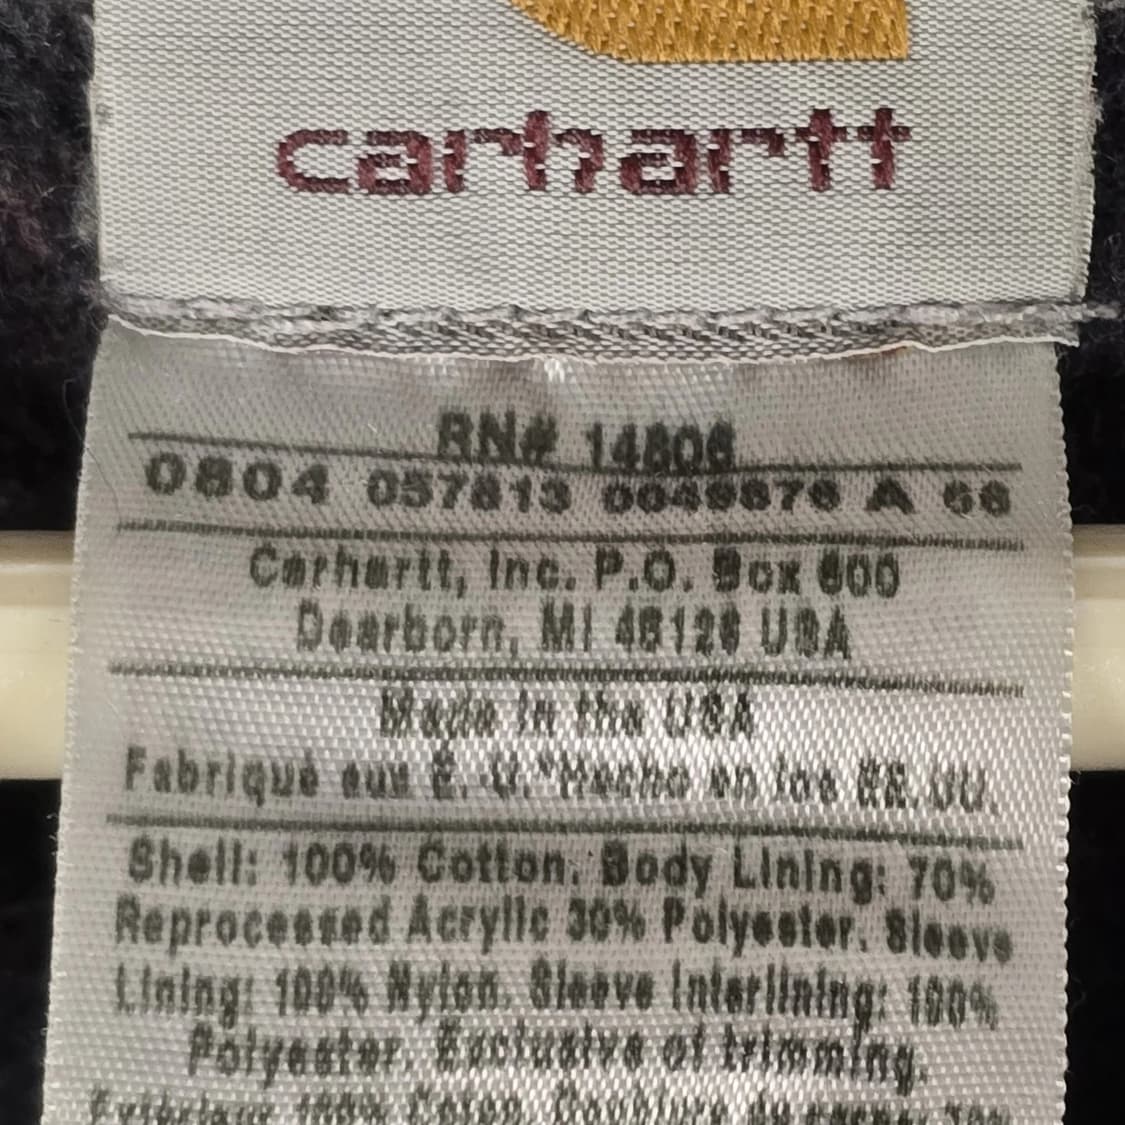 carhartt
RN# 14806
0804 057813 0049876 A 68
Carhartt, Inc. P.O. Box 600
Dearborn, MI 48126 USA
Made in the USA
Fabriqué aux É. U. *Hecho en los EE.UU.
Shell: 100% Cotton. Body Lining: 70%
Reprocessed Acrylic 30% Polyester. Sleeve
Lining: 100% Nylon. Sleeve Interlining: 100%
Polyester. Exclusive of trimming.